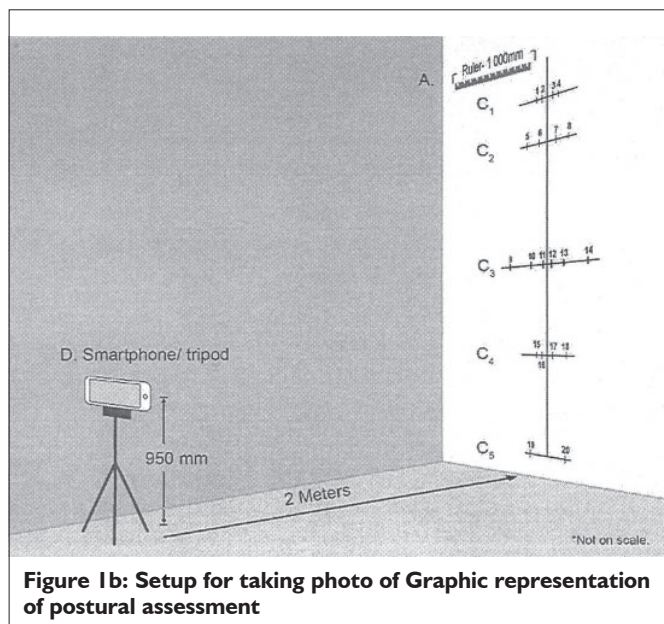 A.
Ruler- 1 000mm
1 2 3 4
C1
5 6 7 8
C2
9 10 11 12 13 14
C3
D. Smartphone/ tripod
15 17 18
C4
16
950 mm
19 20
C5
2 Meters
*Not on scale.
Figure 1b: Setup for taking photo of Graphic representation
of postural assessment